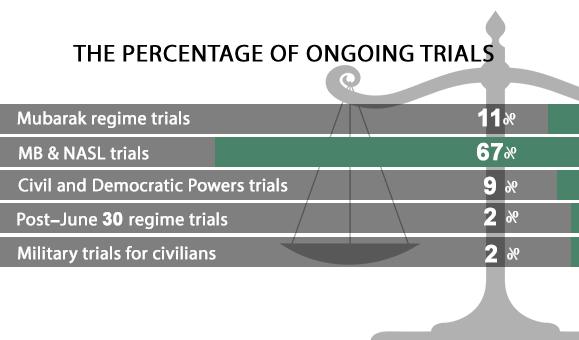 THE PERCENTAGE OF ONGOING TRIALS
Mubarak regime trials 11%
MB & NASL trials 67%
Civil and Democratic Powers trials 9 %
Post–June 30 regime trials 2 %
Military trials for civilians 2 %